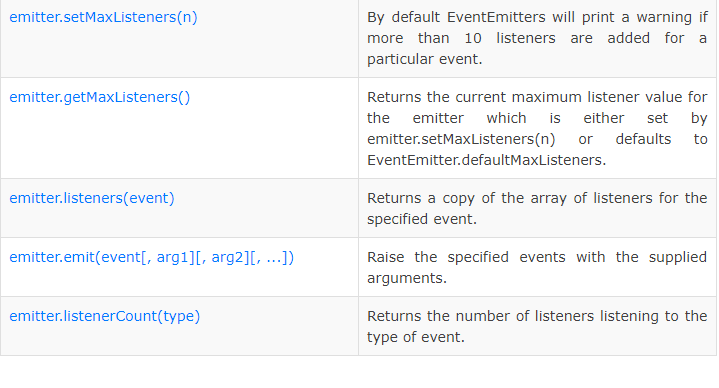 emitter.setMaxListeners(n)
By default EventEmitters will print a warning if
more than 10 listeners are added for a
particular event.
emitter.getMaxListeners()
Returns the current maximum listener value for
the emitter which is either set by
emitter.setMaxListeners(n) or defaults to
EventEmitter.defaultMaxListeners.
emitter.listeners(event)
Returns a copy of the array of listeners for the
specified event.
emitter.emit(event[, arg1][, arg2][, ...])
Raise the specified events with the supplied
arguments.
emitter.listenerCount(type)
Returns the number of listeners listening to the
type of event.